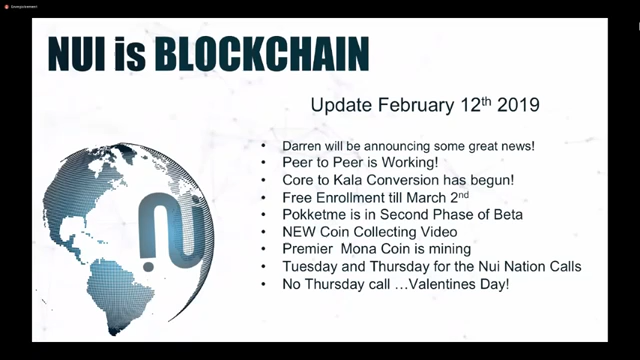 NUI is BLOCKCHAIN
Update February 12th 2019
• Darren will be announcing some great news!
• Peer to Peer is Working!
• Core to Kala Conversion has begun!
• Free Enrollment till March 2nd
• Pokketme is in Second Phase of Beta
• NEW Coin Collecting Video
• Premier Mona Coin is mining
• Tuesday and Thursday for the Nui Nation Calls
• No Thursday call …Valentines Day!
nui